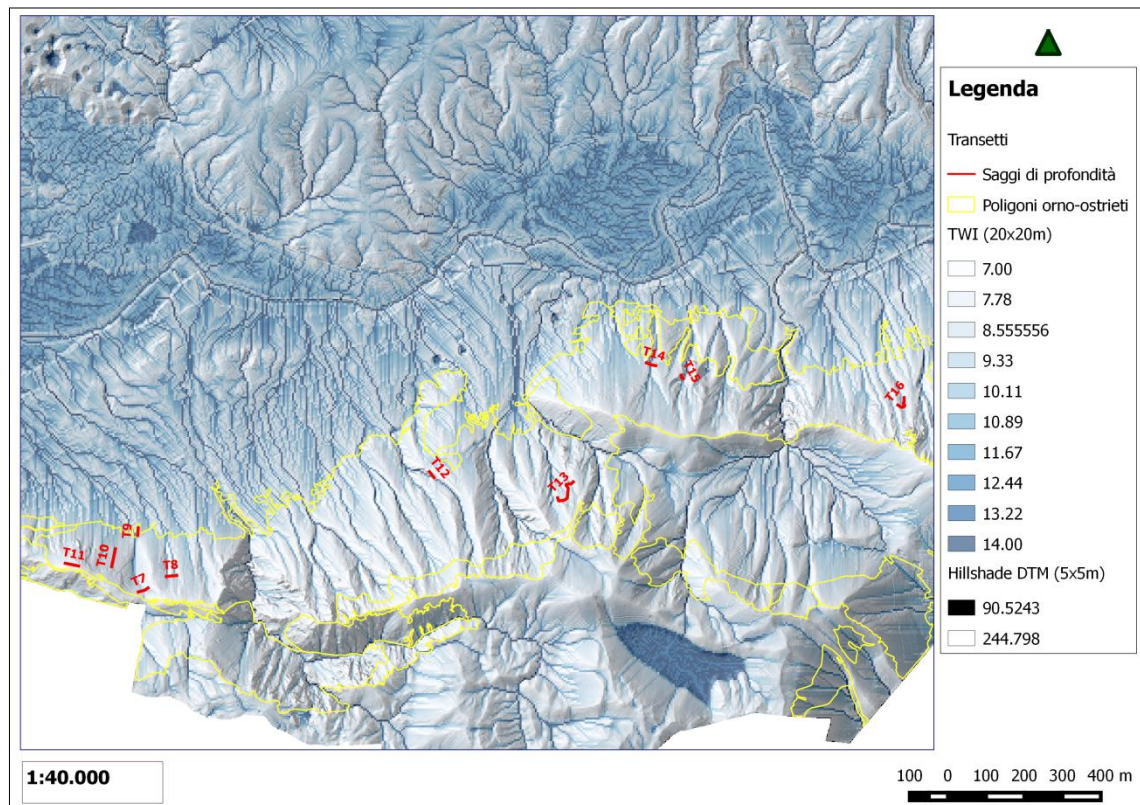 Legenda
Transetti
Saggi di profondità
Poligoni orno-ostrieti
TWI (20x20m)
7.00
7.78
8.555556
9.33
10.11
10.89
11.67
12.44
13.22
14.00
Hillshade DTM (5x5m)
90.5243
244.798
T14
T15
T16
T12
T13
T9
T11
T10
T7
T8
1:40.000
100 0 100 200 300 400 m